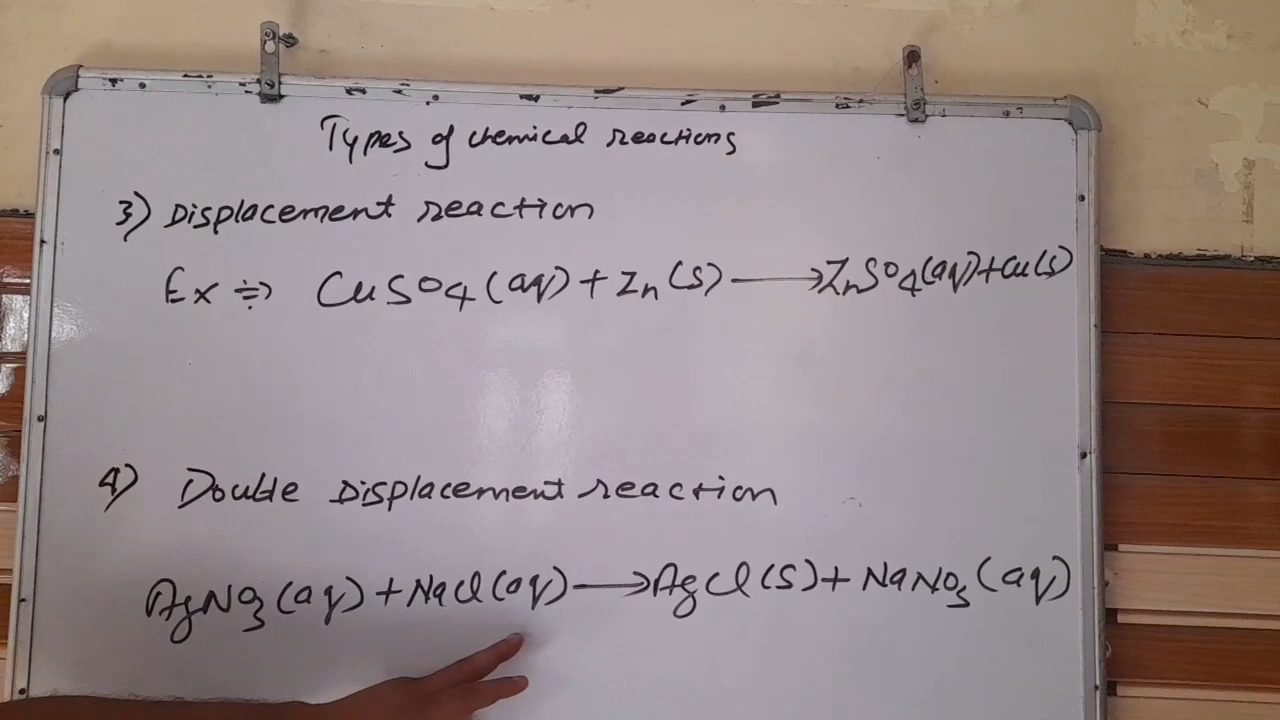 Types of chemical reactions
3) Displacement reaction
Ex ÷⇒ CuSO4(aq)+Zn(s)⟶ZnSO4(aq)+Cu(s)
4) Double Displacement reaction
AgNO3(aq)+NaCl(aq)⟶AgCl(s)+NaNO3(aq)